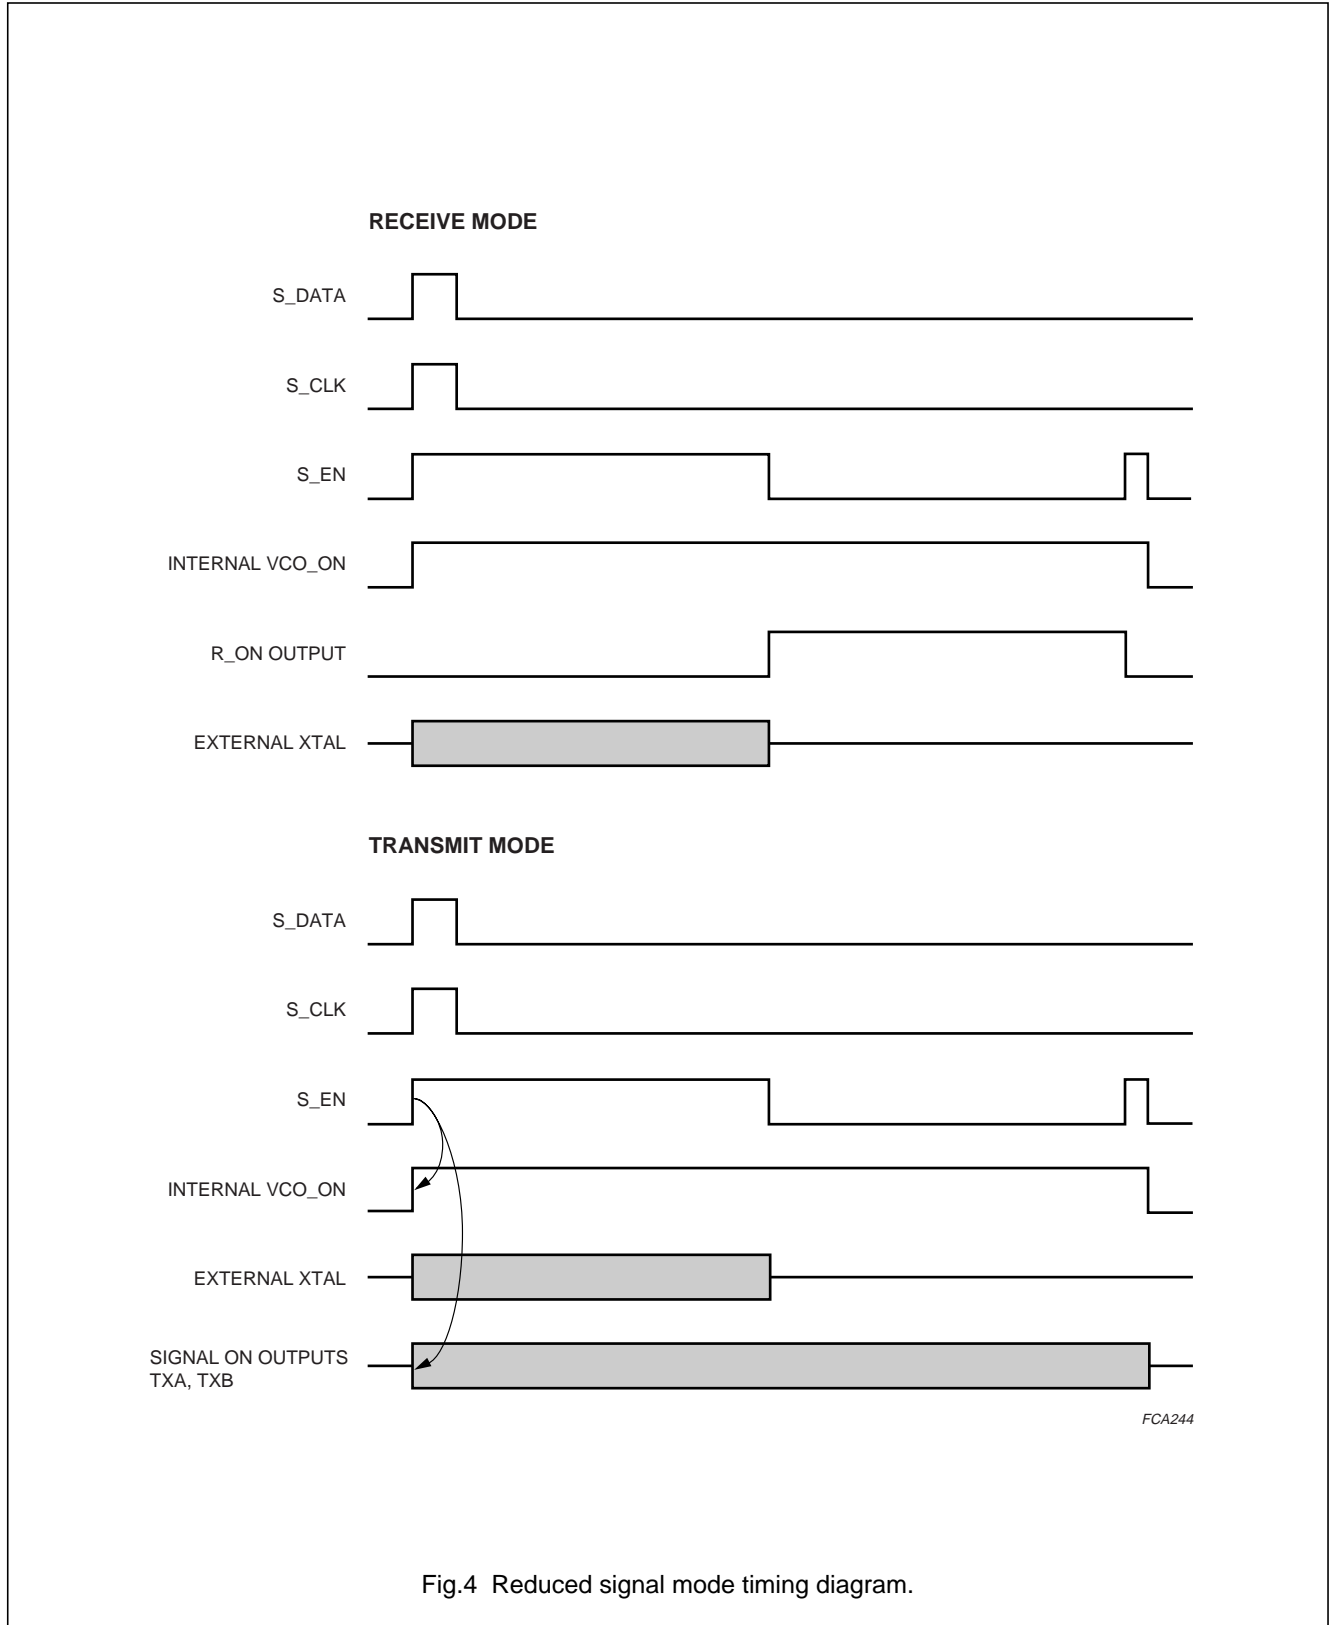 RECEIVE MODE
S_DATA
S_CLK
S_EN
INTERNAL VCO_ON
R_ON OUTPUT
EXTERNAL XTAL
TRANSMIT MODE
S_DATA
S_CLK
S_EN
INTERNAL VCO_ON
EXTERNAL XTAL
SIGNAL ON OUTPUTS
TXA, TXB
FCA244
Fig.4 Reduced signal mode timing diagram.